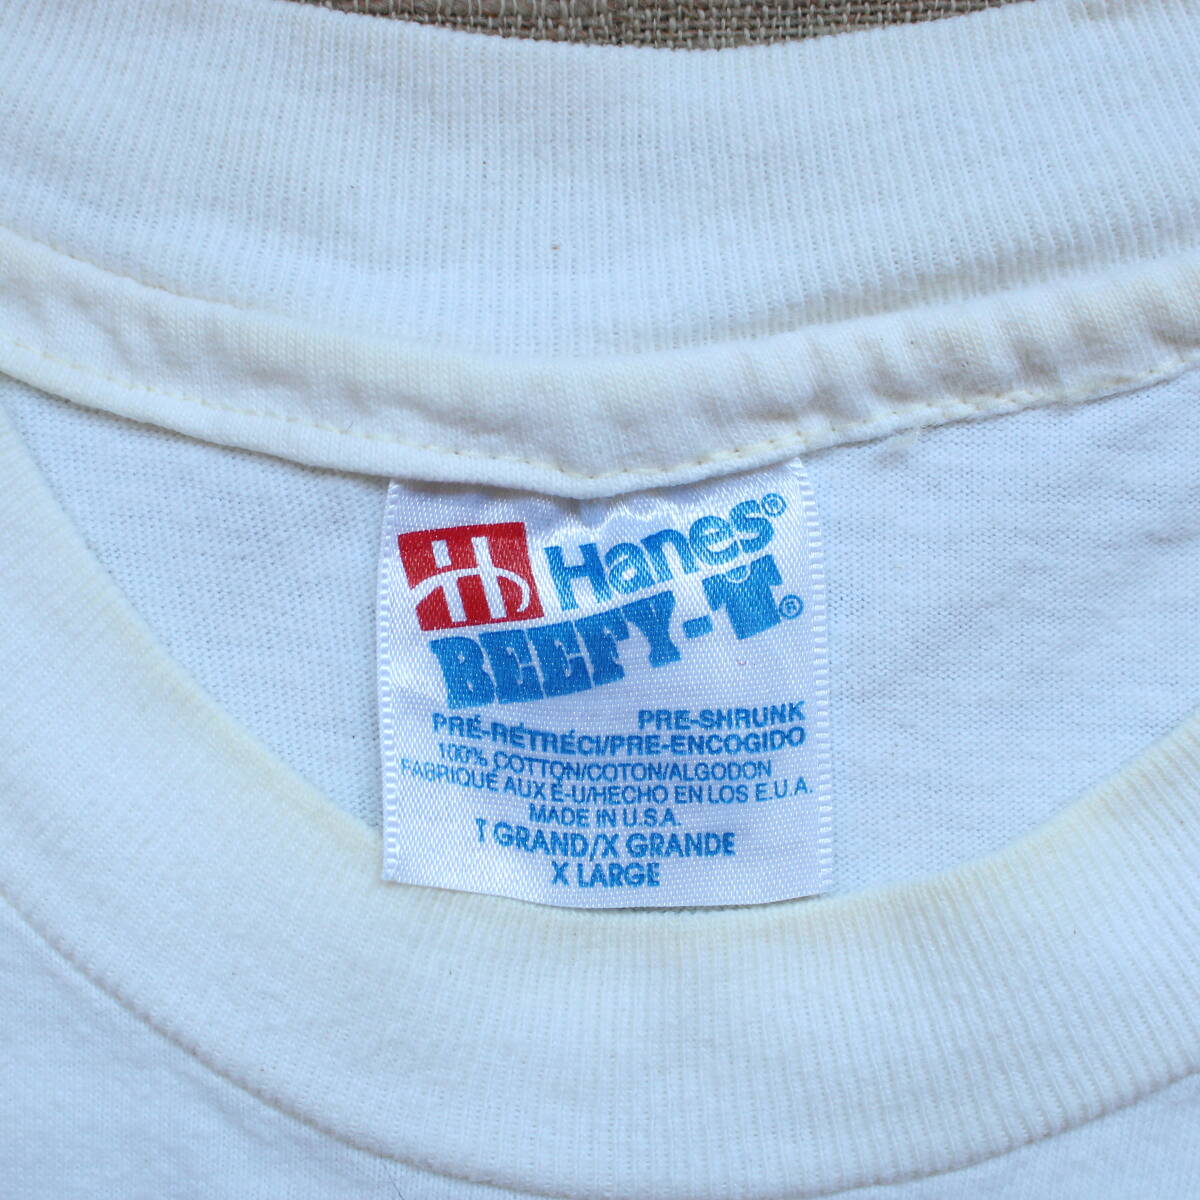 Hanes®
BEEFY-T®
PRE-SHRUNK
PRÉ-RÉTRÉCI/PRE-ENCOGIDO
100% COTTON/COTON/ALGODON
FABRIQUÉ AUX É-U/HECHO EN LOS E.U.A.
MADE IN U.S.A.
T GRAND/X GRANDE
X LARGE